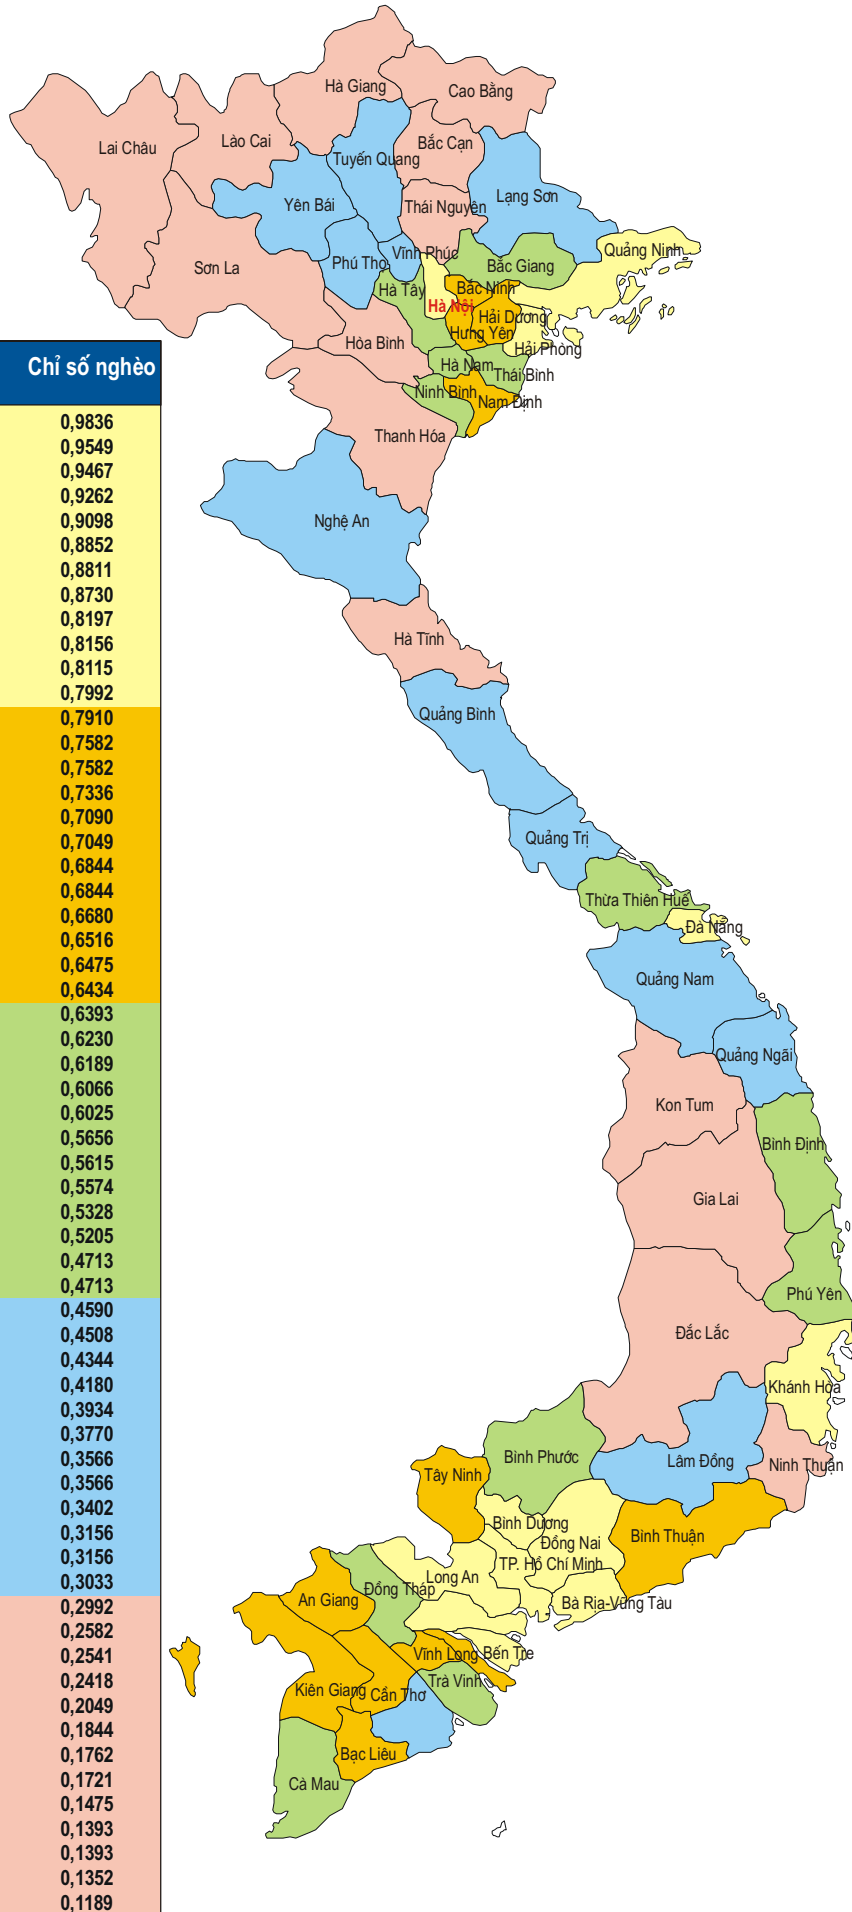 Hà Giang
Cao Bằng
Lai Châu
Lào Cai
Bắc Cạn
Tuyến Quang
Lạng Sơn
Yên Bái
Thái Nguyên
Quảng Ninh
Vĩnh Phúc
Phú Thọ
Bắc Giang
Sơn La
Hà Tây
Bắc Ninh
Hà Nội
Hải Dương
Hưng Yên
Hòa Bình
Hải Phòng
Hà Nam
Thái Bình
Ninh Bình
Nam Định
Thanh Hóa
Nghệ An
Hà Tĩnh
Quảng Bình
Quảng Trị
Thừa Thiên Huế
Đà Nẵng
Quảng Nam
Quảng Ngãi
Kon Tum
Bình Định
Gia Lai
Phú Yên
Đắc Lắc
Khánh Hòa
Bình Phước
Lâm Đồng
Ninh Thuận
Tây Ninh
Bình Dương
Bình Thuận
Đồng Nai
TP. Hồ Chí Minh
Long An
Đồng Tháp
An Giang
Bà Rịa-Vũng Tàu
Vĩnh Long
Bến Tre
Trà Vinh
Kiên Giang
Cần Thơ
Bạc Liêu
Cà Mau
Chỉ số nghèo
0,9836
0,9549
0,9467
0,9262
0,9098
0,8852
0,8811
0,8730
0,8197
0,8156
0,8115
0,7992
0,7910
0,7582
0,7582
0,7336
0,7090
0,7049
0,6844
0,6844
0,6680
0,6516
0,6475
0,6434
0,6393
0,6230
0,6189
0,6066
0,6025
0,5656
0,5615
0,5574
0,5328
0,5205
0,4713
0,4713
0,4590
0,4508
0,4344
0,4180
0,3934
0,3770
0,3566
0,3566
0,3402
0,3156
0,3156
0,3033
0,2992
0,2582
0,2541
0,2418
0,2049
0,1844
0,1762
0,1721
0,1475
0,1393
0,1393
0,1352
0,1189